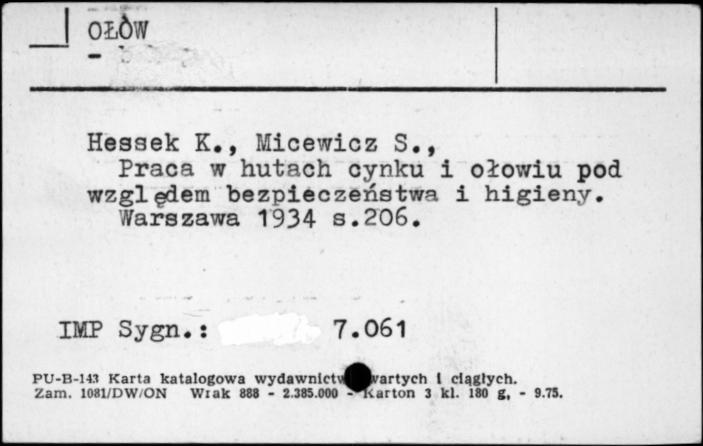 OŁÓW
Hessek K., Micewicz S.,
Praca w hutach cynku i ołowiu pod
względem bezpieczeństwa i higieny.
Warszawa 1934 s.206.
IMP Sygn.: 7.061
PU-B-143 Karta katalogowa wydawnictw wartych i ciągłych.
Zam. 1081/DW/ON Wrak 888 - 2.385.000 - Karton 3 kl. 180 g, - 9.75.